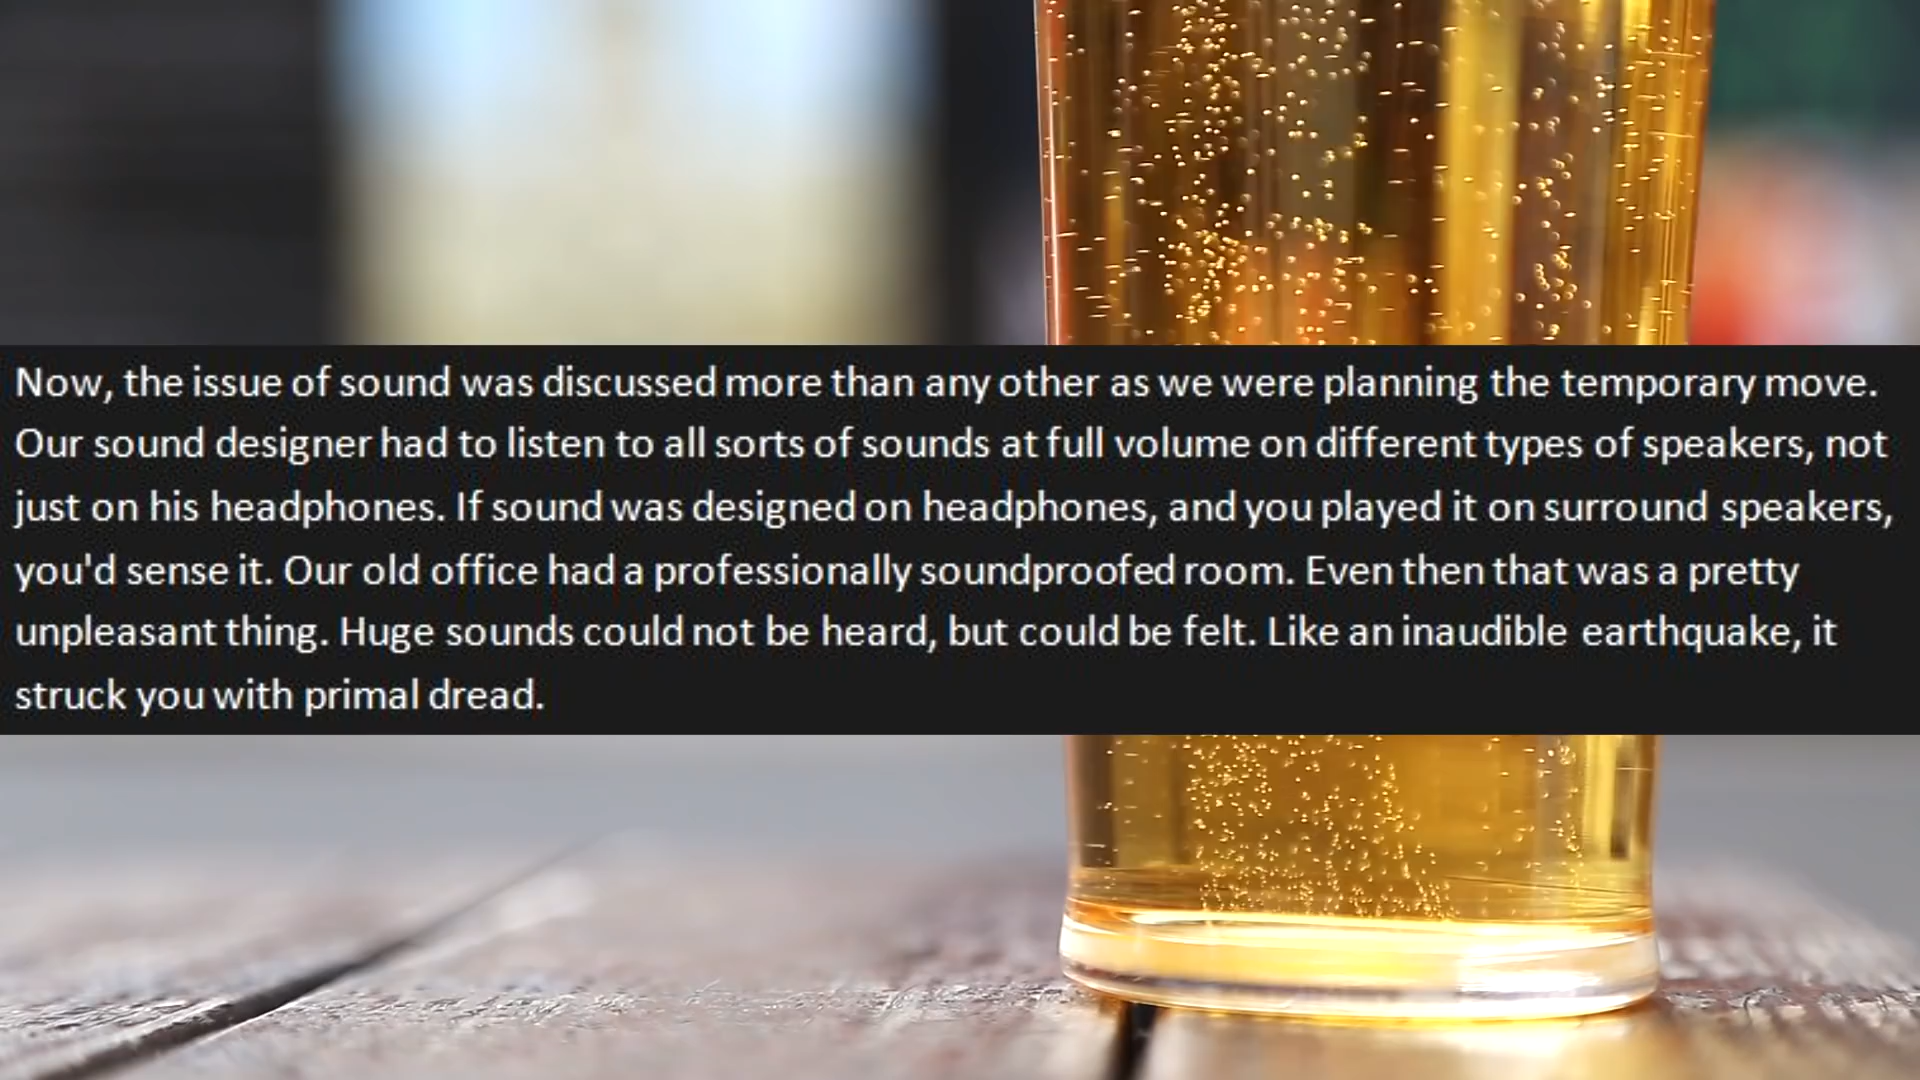 Now, the issue of sound was discussed more than any other as we were planning the temporary move.
Our sound designer had to listen to all sorts of sounds at full volume on different types of speakers, not
just on his headphones. If sound was designed on headphones, and you played it on surround speakers,
you'd sense it. Our old office had a professionally soundproofed room. Even then that was a pretty
unpleasant thing. Huge sounds could not be heard, but could be felt. Like an inaudible earthquake, it
struck you with primal dread.